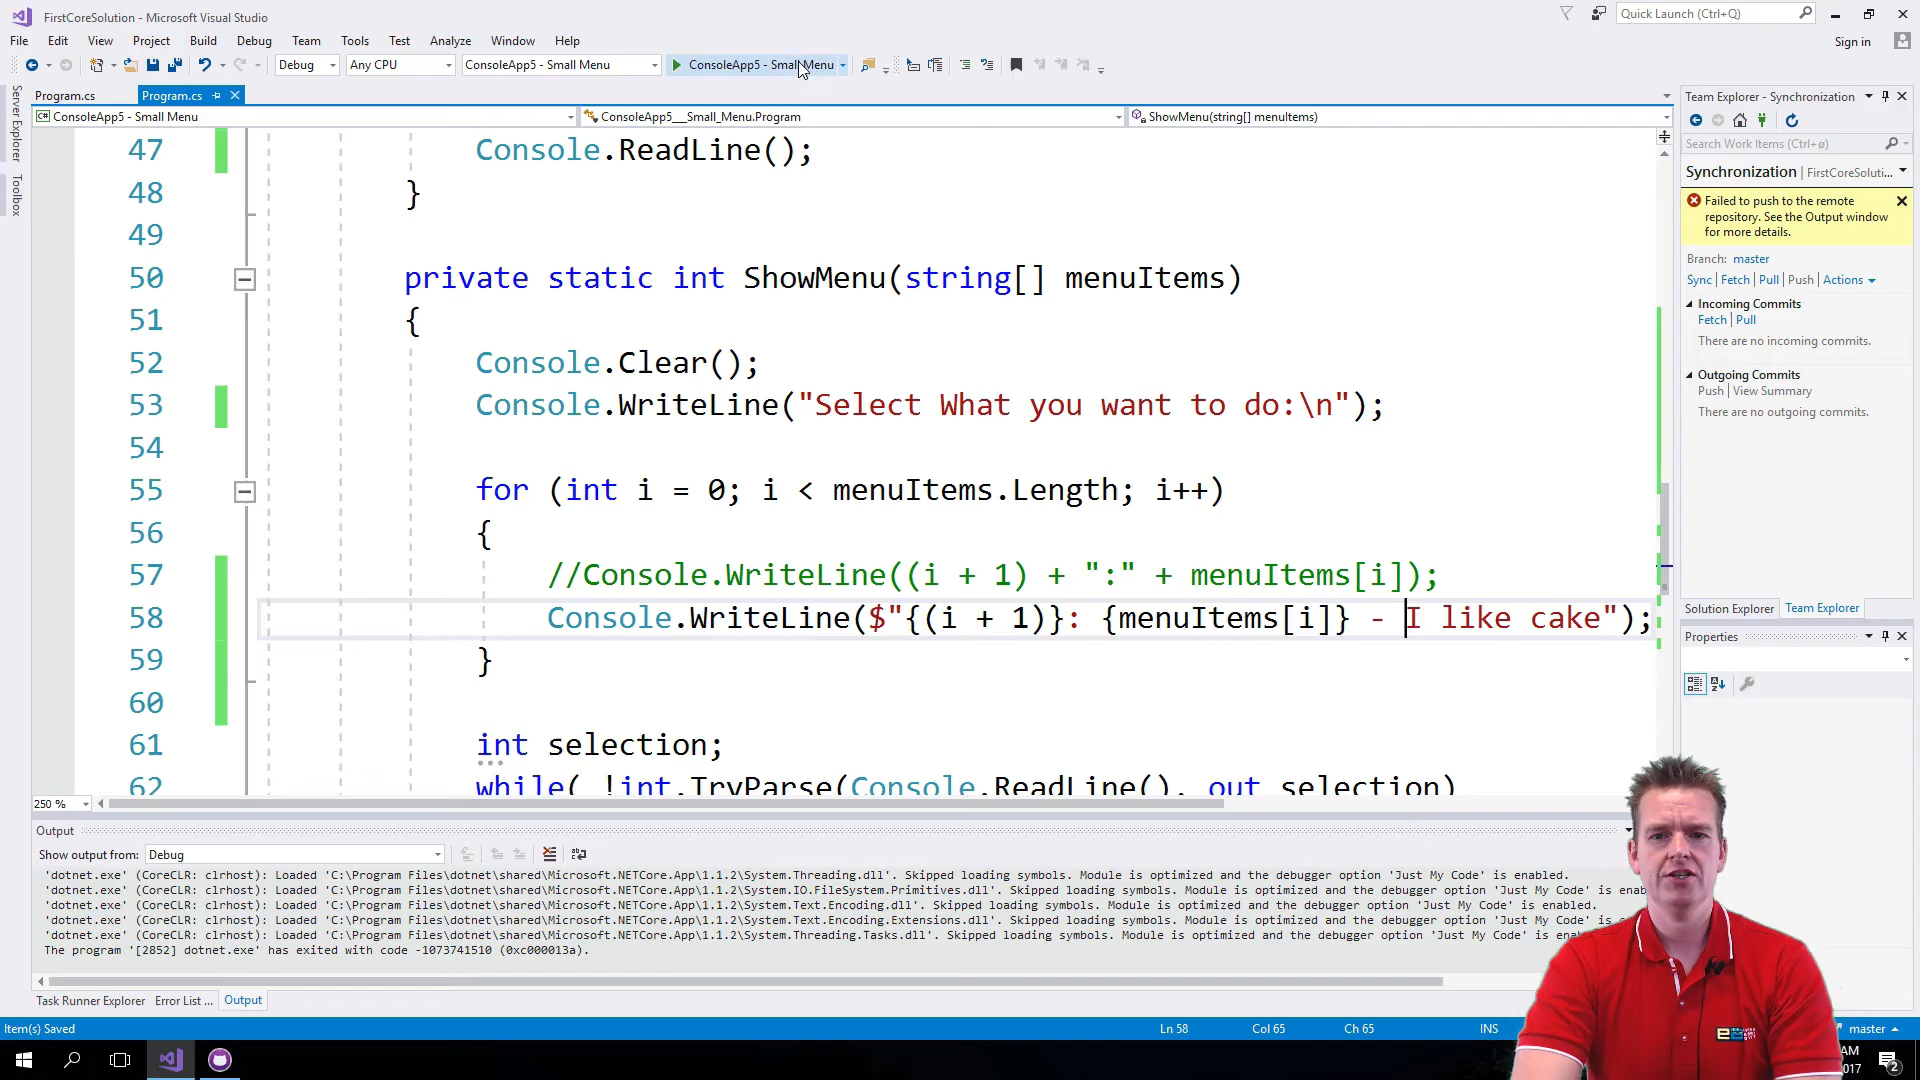 FirstCoreSolution - Microsoft Visual Studio
Quick Launch (Ctrl+Q)
File Edit View Project Build Debug Team Tools Test Analyze Window Help
Sign in
Debug Any CPU ConsoleApp5 - Small Menu ConsoleApp5 - Small Menu
Server Explorer
Toolbox
Program.cs Program.cs
ConsoleApp5 - Small Menu ConsoleApp5__Small_Menu.Program ShowMenu(string[] menuItems)
47 Console.ReadLine();
48 }
49
50 private static int ShowMenu(string[] menuItems)
51 {
52 Console.Clear();
53 Console.WriteLine("Select What you want to do:\n");
54
55 for (int i = 0; i < menuItems.Length; i++)
56 {
57 //Console.WriteLine((i + 1) + ":" + menuItems[i]);
58 Console.WriteLine($"{(i + 1)}: {menuItems[i]} - I like cake");
59 }
60
61 int selection;
62 while( !int.TryParse(Console.ReadLine(), out selection)
250 %
Team Explorer - Synchronization
Search Work Items (Ctrl+ø)
Synchronization | FirstCoreSoluti...
Failed to push to the remote
repository. See the Output window
for more details.
Branch: master
Sync | Fetch | Pull | Push | Actions
Incoming Commits
Fetch | Pull
There are no incoming commits.
Outgoing Commits
Push | View Summary
There are no outgoing commits.
Solution Explorer Team Explorer
Properties
Output
Show output from: Debug
'dotnet.exe' (CoreCLR: clrhost): Loaded 'C:\Program Files\dotnet\shared\Microsoft.NETCore.App\1.1.2\System.Threading.dll'. Skipped loading symbols. Module is optimized and the debugger option 'Just My Code' is enabled.
'dotnet.exe' (CoreCLR: clrhost): Loaded 'C:\Program Files\dotnet\shared\Microsoft.NETCore.App\1.1.2\System.IO.FileSystem.Primitives.dll'. Skipped loading symbols. Module is optimized and the debugger option 'Just My Code' is enab
'dotnet.exe' (CoreCLR: clrhost): Loaded 'C:\Program Files\dotnet\shared\Microsoft.NETCore.App\1.1.2\System.Text.Encoding.dll'. Skipped loading symbols. Module is optimized and the debugger option 'Just My Code' is enabled.
'dotnet.exe' (CoreCLR: clrhost): Loaded 'C:\Program Files\dotnet\shared\Microsoft.NETCore.App\1.1.2\System.Text.Encoding.Extensions.dll'. Skipped loading symbols. Module is optimized and the debugger option 'Just My Code' is
'dotnet.exe' (CoreCLR: clrhost): Loaded 'C:\Program Files\dotnet\shared\Microsoft.NETCore.App\1.1.2\System.Threading.Tasks.dll'. Skipped loading symbols. Module is optimized and the debugger option 'Just My Code' is
The program '[2852] dotnet.exe' has exited with code -1073741510 (0xc000013a).
Task Runner Explorer Error List ... Output
Item(s) Saved Ln 58 Col 65 Ch 65 INS master
AM
2017
2